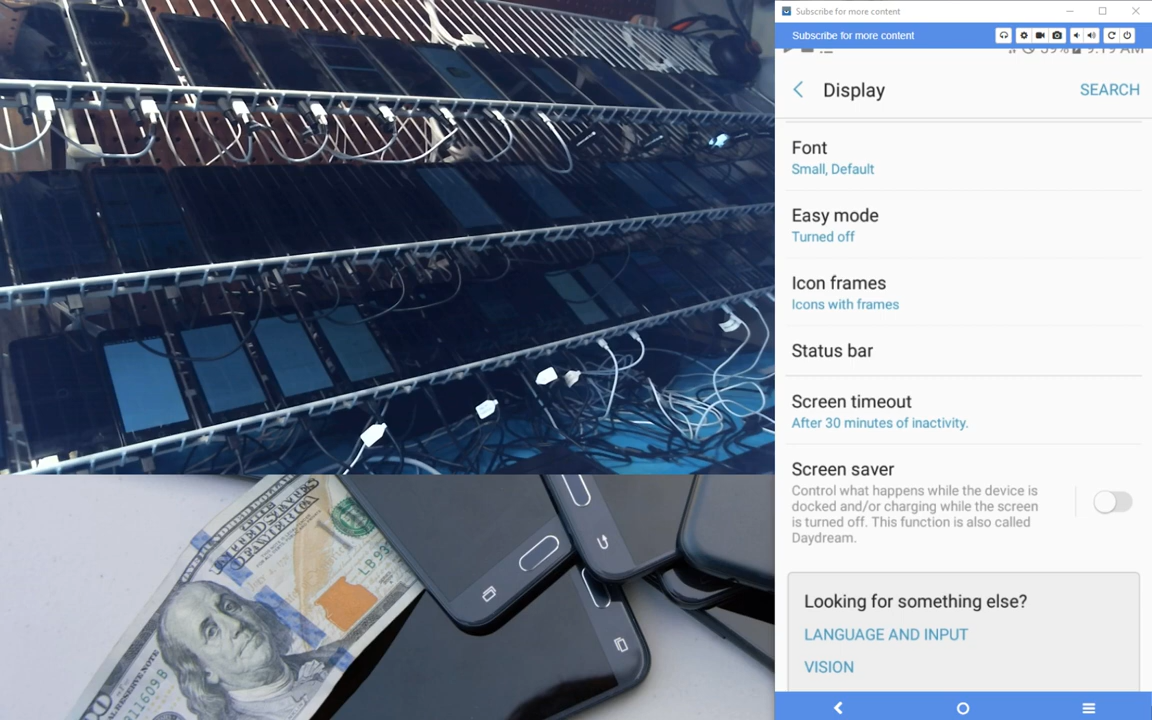 Subscribe for more content
Subscribe for more content
Display
SEARCH
Font
Small, Default
Easy mode
Turned off
Icon frames
Icons with frames
Status bar
Screen timeout
After 30 minutes of inactivity.
Screen saver
Control what happens while the device is
docked and/or charging while the screen
is turned off. This function is also called
Daydream.
Looking for something else?
LANGUAGE AND INPUT
VISION